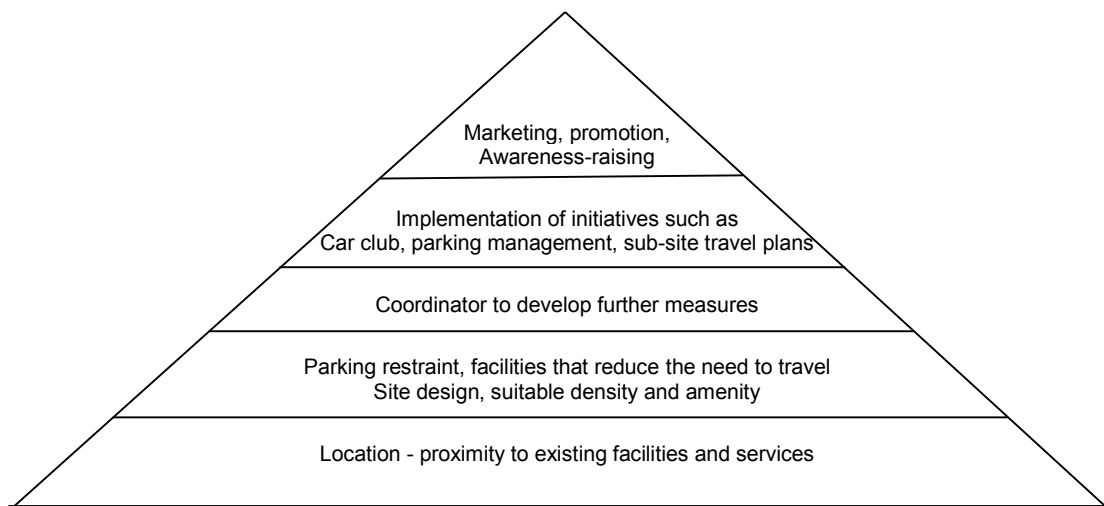 Marketing, promotion,
Awareness-raising
Implementation of initiatives such as
Car club, parking management, sub-site travel plans
Coordinator to develop further measures
Parking restraint, facilities that reduce the need to travel
Site design, suitable density and amenity
Location - proximity to existing facilities and services